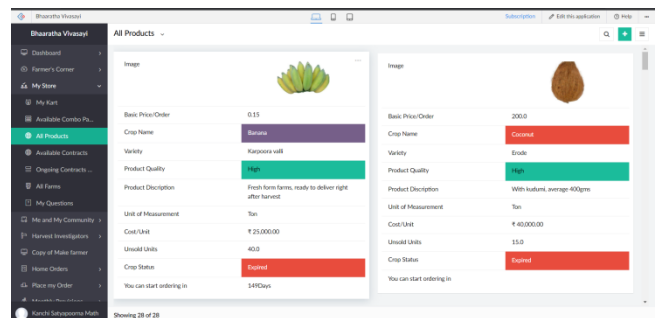 Bhaaratha Vivasayi
Subscription
Edit this application
Help
Bhaaratha Vivasayi
All Products
Dashboard
Farmer's Corner
My Store
My Kart
Available Combo Pa...
All Products
Available Contracts
Ongoing Contracts ...
All Farms
My Questions
Me and My Community
Harvest Investigators
Copy of Make farmer
Home Orders
Place my Order
Monthly Provisions
Kanchi Satyapoorna Math
Image
Basic Price/Order 0.15
Crop Name Banana
Variety Karpoora valli
Product Quality High
Product Discription Fresh form farms, ready to deliver right
after harvest
Unit of Measurement Ton
Cost/Unit ₹ 25,000.00
Unsold Units 40.0
Crop Status Expired
You can start ordering in 149Days
Image
Basic Price/Order 200.0
Crop Name Coconut
Variety Erode
Product Quality High
Product Discription With kudumi, average 400gms
Unit of Measurement Ton
Cost/Unit ₹ 40,000.00
Unsold Units 15.0
Crop Status Expired
You can start ordering in
Showing 28 of 28